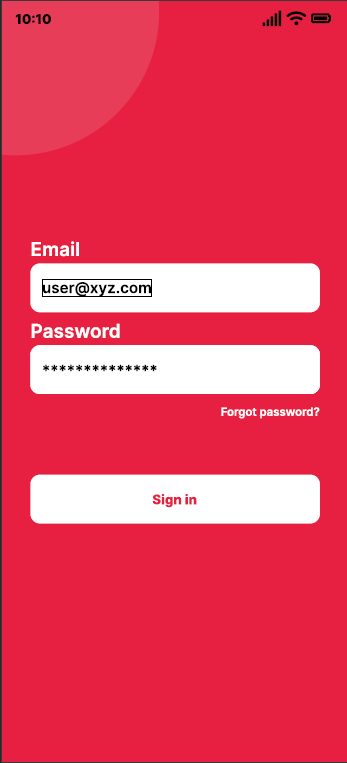 10:10
Email
user@xyz.com
Password
**************
Forgot password?
Sign in